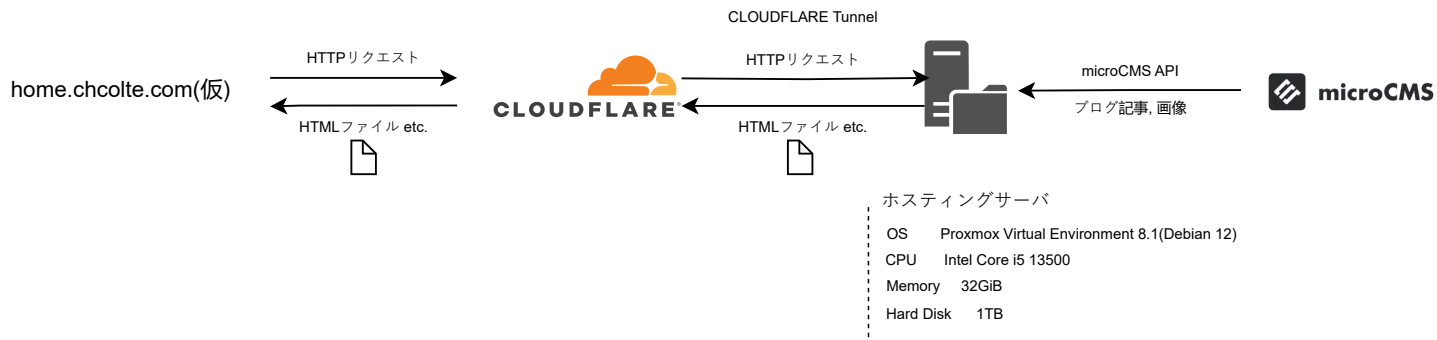 CLOUDFLARE Tunnel
home.chcolte.com(仮)
HTTPリクエスト
HTMLファイル etc.
CLOUDFLARE
HTTPリクエスト
HTMLファイル etc.
microCMS API
ブログ記事, 画像
microCMS
ホスティングサーバ
OS Proxmox Virtual Environment 8.1(Debian 12)
CPU Intel Core i5 13500
Memory 32GiB
Hard Disk 1TB